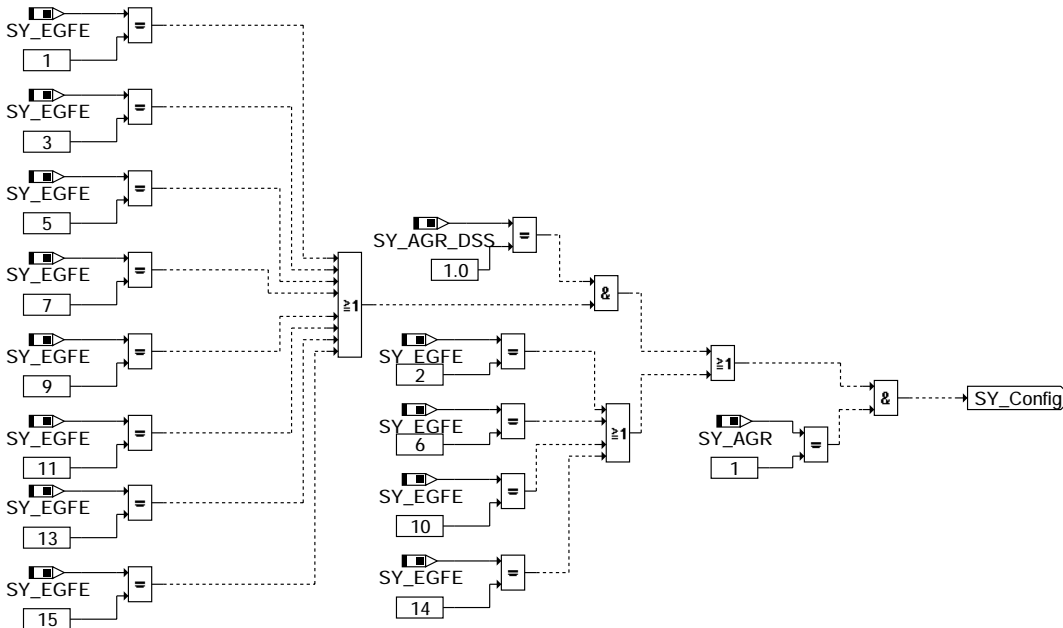 SY_EGFE
=
1
SY_EGFE
=
3
SY_EGFE
=
5
SY_EGFE
=
7
SY_EGFE
=
9
SY_EGFE
=
11
SY_EGFE
=
13
SY_EGFE
=
15
≥1
SY_AGR_DSS
=
1.0
&
SY_EGFE
=
2
SY_EGFE
=
6
SY_EGFE
=
10
SY_EGFE
=
14
≥1
≥1
SY_AGR
=
1
&
SY_Config